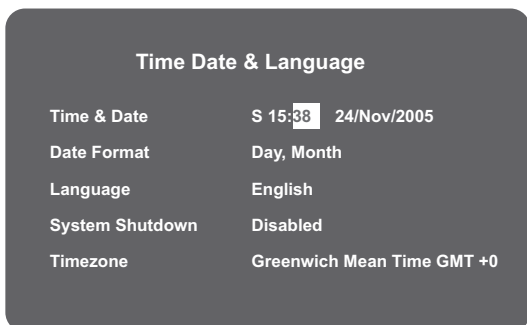 Time Date & Language
Time & Date S 15:38 24/Nov/2005
Date Format Day, Month
Language English
System Shutdown Disabled
Timezone Greenwich Mean Time GMT +0